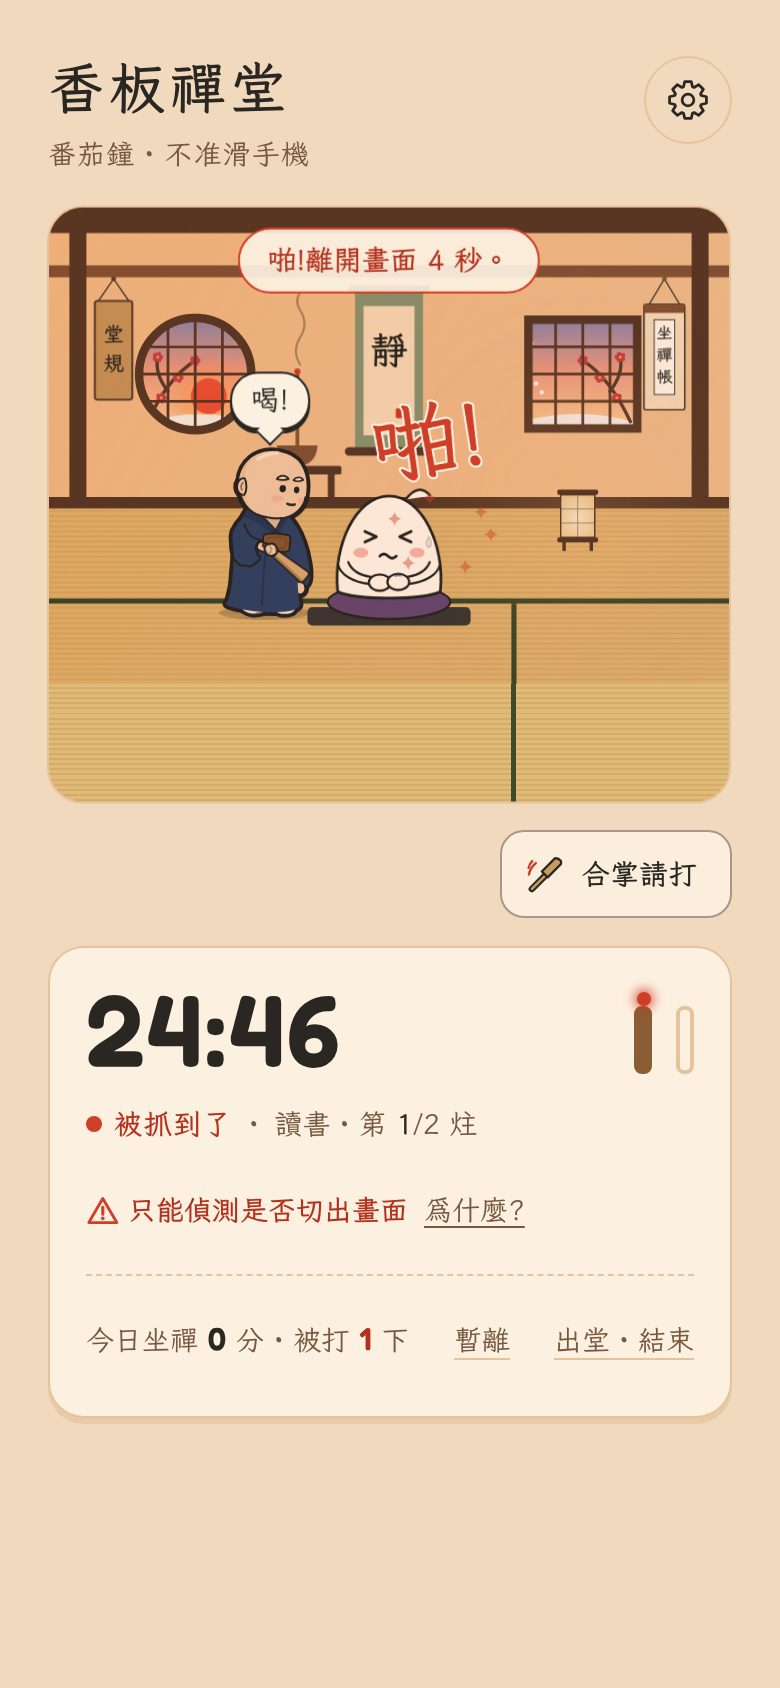 香板禪堂
番茄鐘・不准滑手機
啪!離開畫面 4 秒。
堂規
靜
坐禪帳
喝!
啪!
合掌請打
24:46
被抓到了 ・ 讀書・第 1/2 炷
只能偵測是否切出畫面 為什麼?
今日坐禪 0 分・被打 1 下 暫離 出堂・結束